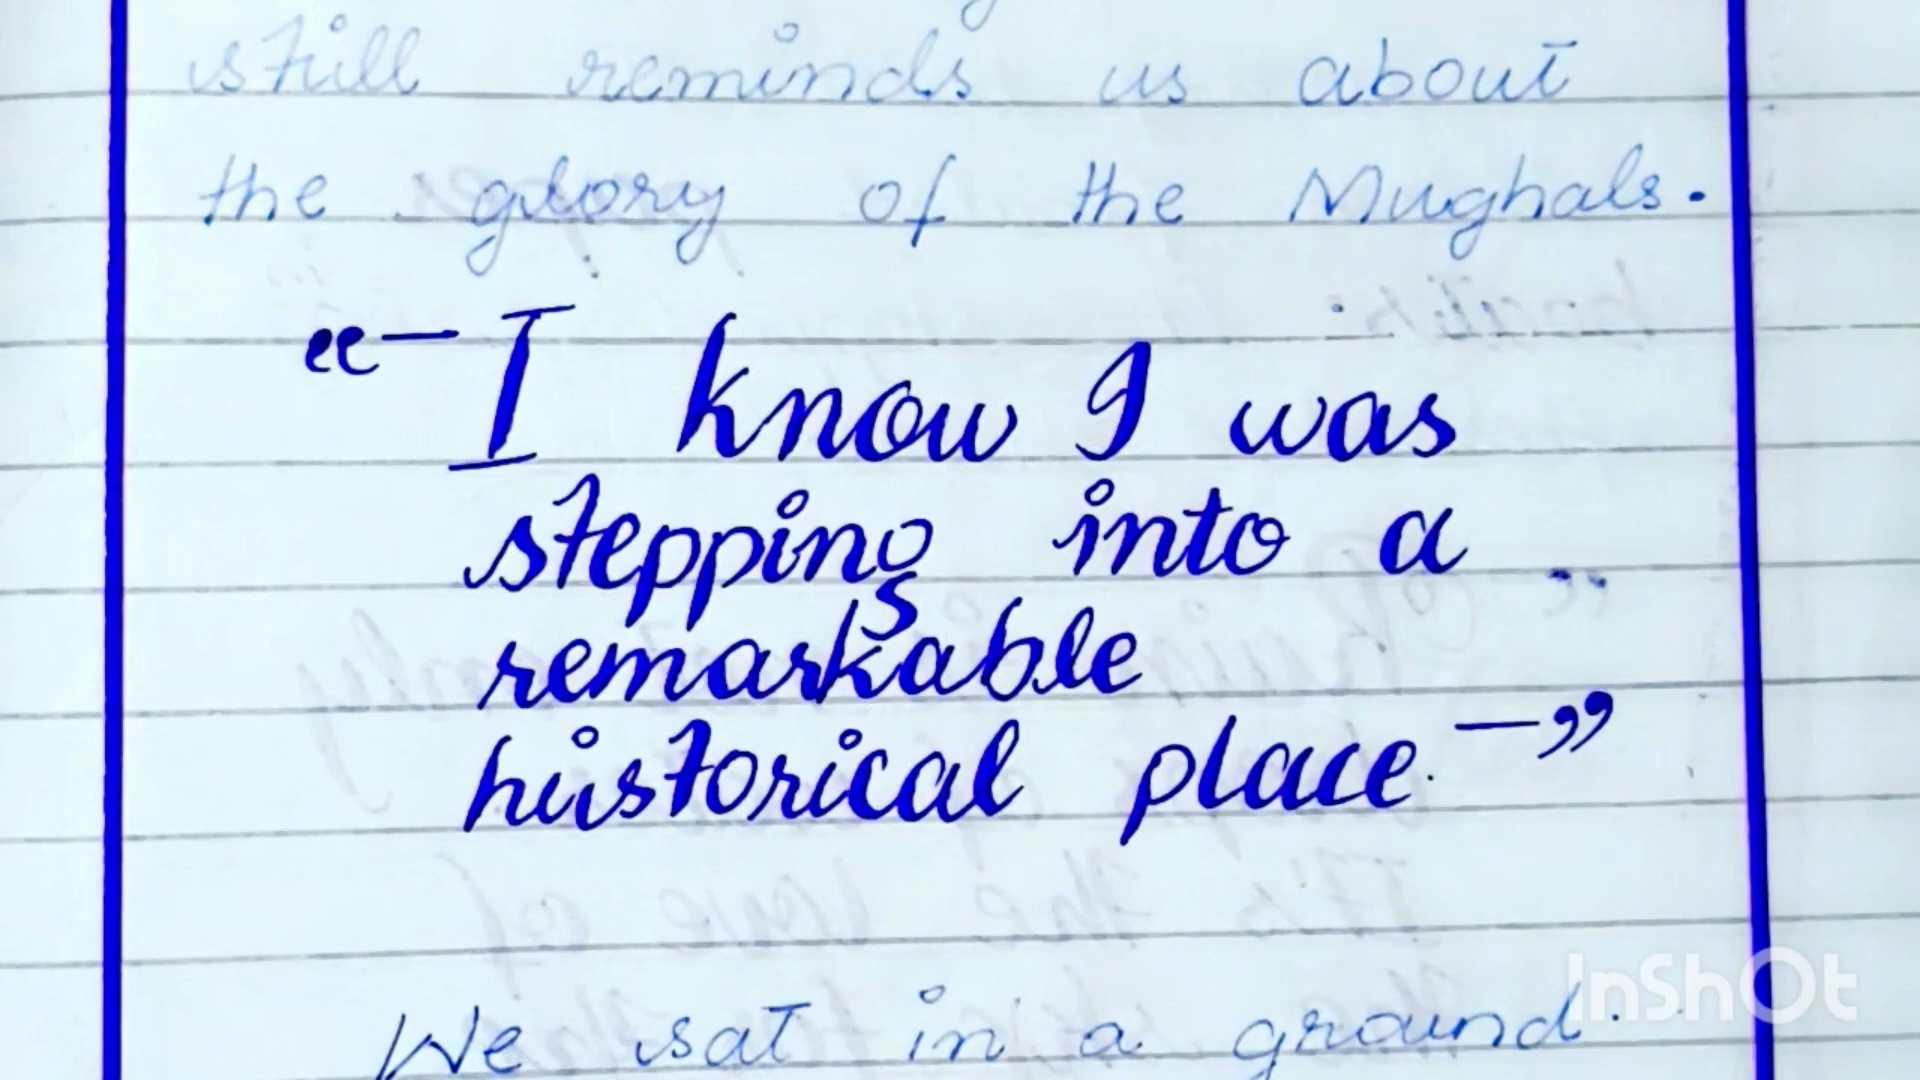 still reminds us about
the glory of the Mughals.
“— I know I was
stepping into a
remarkable
historical place. —”
We sat in a ground.
InShOt